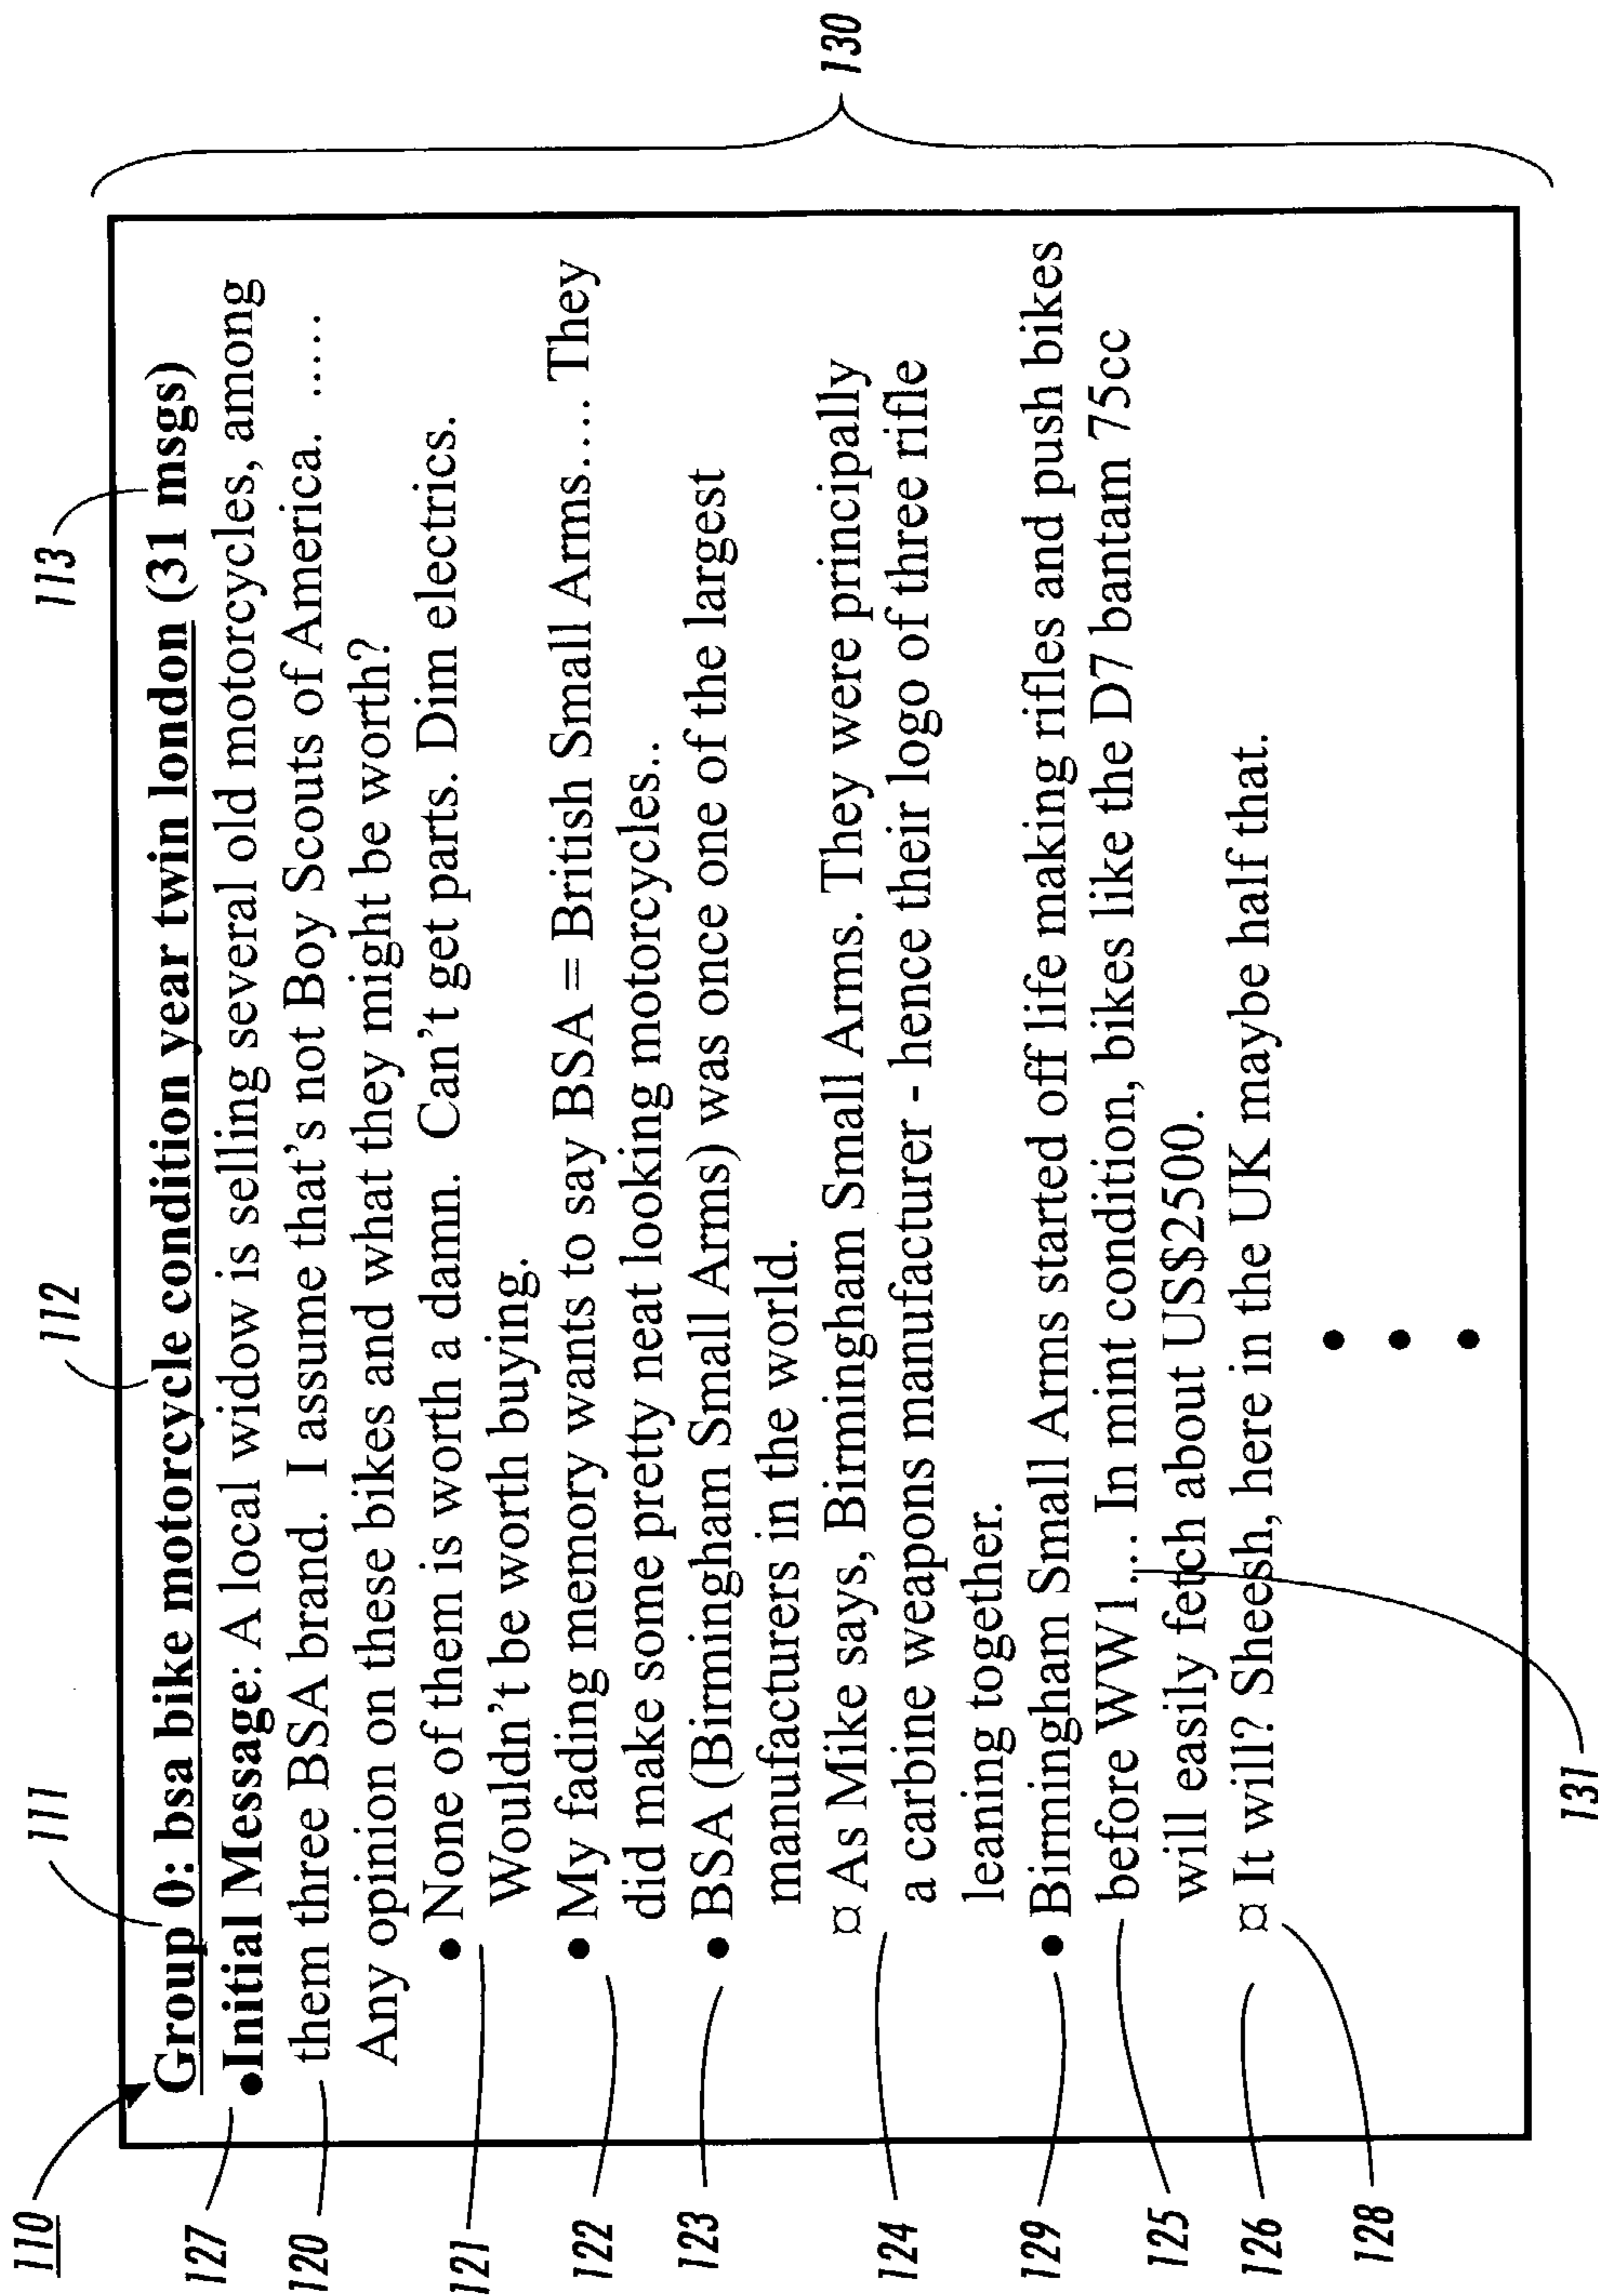 110
111
112
113
Group 0: bsa bike motorcycle condition year twin london (31 msgs)
127
•Initial Message: A local widow is selling several old motorcycles, among
120
them three BSA brand. I assume that's not Boy Scouts of America. .....
Any opinion on these bikes and what they might be worth?
121
• None of them is worth a damn. Can't get parts. Dim electrics.
Wouldn't be worth buying.
122
• My fading memory wants to say BSA = British Small Arms.... They
did make some pretty neat looking motorcycles..
123
• BSA (Birmingham Small Arms) was once one of the largest
manufacturers in the world.
124
¤ As Mike says, Birmingham Small Arms. They were principally
a carbine weapons manufacturer - hence their logo of three rifle
leaning together.
129
• Birmingham Small Arms started off life making rifles and push bikes
125
before WW1 ... In mint condition, bikes like the D7 bantam 75cc
will easily fetch about US$2500.
126
128
¤ It will? Sheesh, here in the UK maybe half that.
130
131